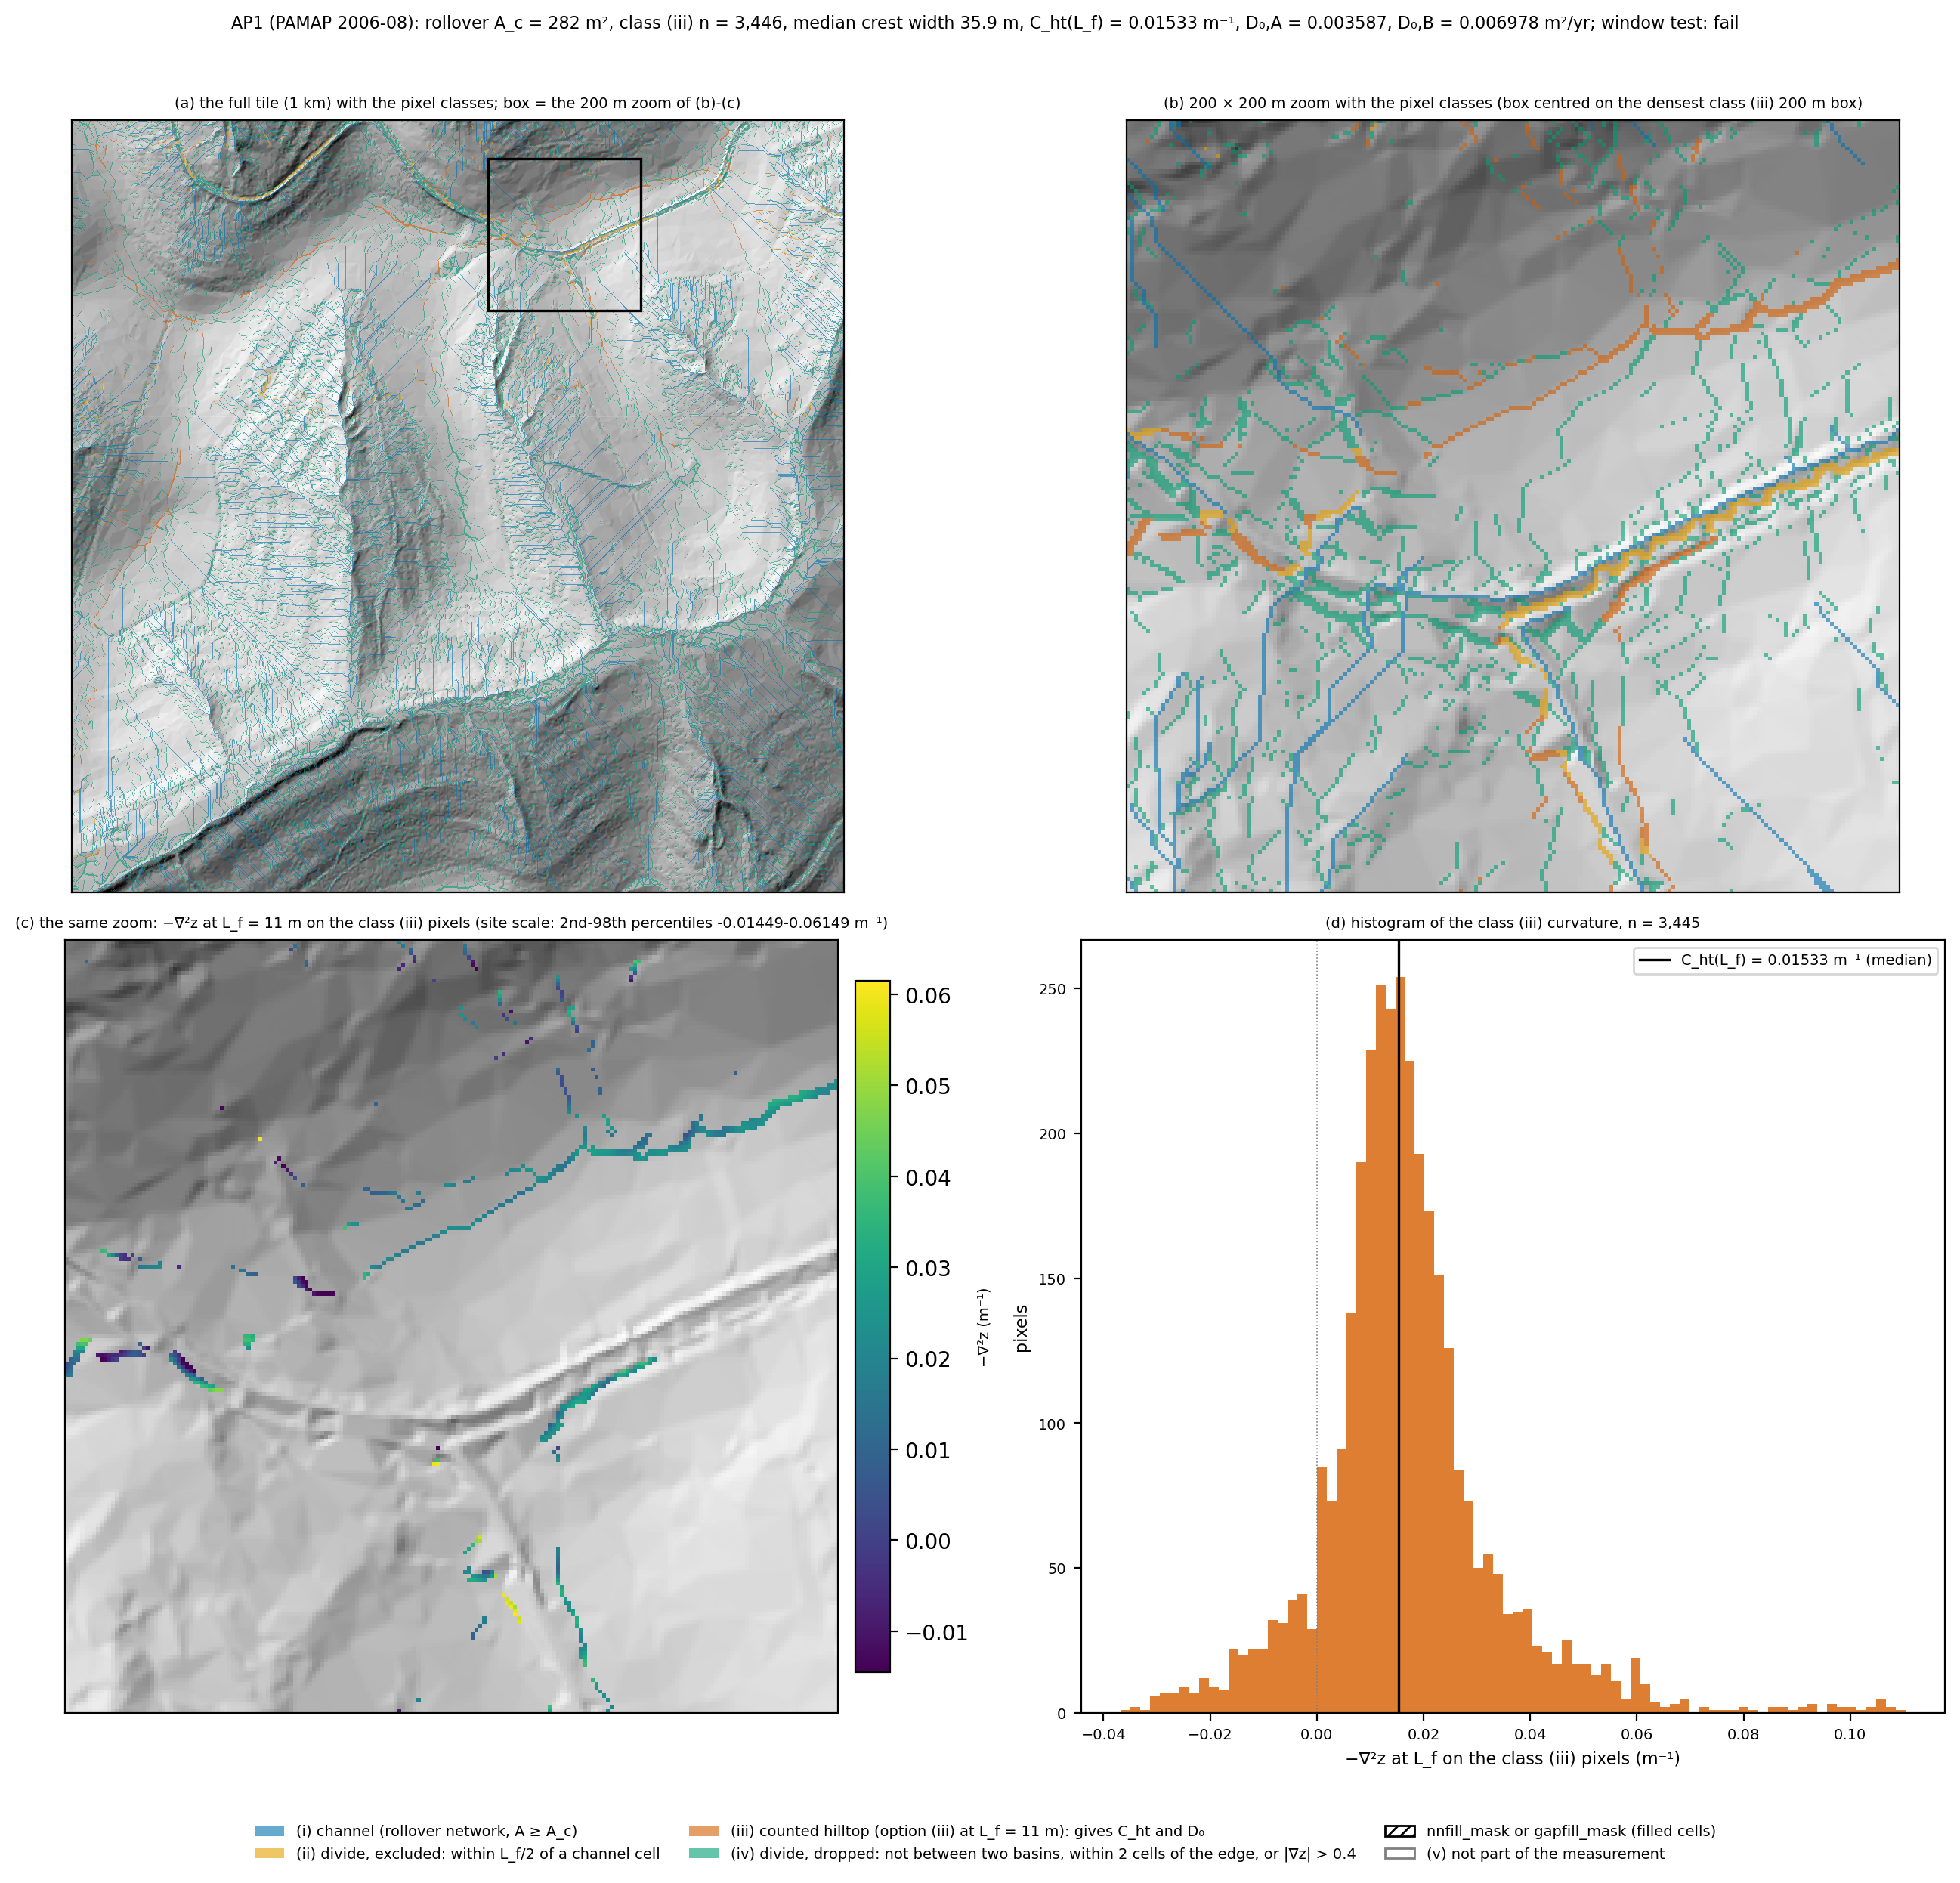 AP1 (PAMAP 2006-08): rollover A_c = 282 m², class (iii) n = 3,446, median crest width 35.9 m, C_ht(L_f) = 0.01533 m⁻¹, D₀,A = 0.003587, D₀,B = 0.006978 m²/yr; window test: fail
(a) the full tile (1 km) with the pixel classes; box = the 200 m zoom of (b)-(c)
(b) 200 × 200 m zoom with the pixel classes (box centred on the densest class (iii) 200 m box)
(c) the same zoom: −∇²z at L_f = 11 m on the class (iii) pixels (site scale: 2nd-98th percentiles -0.01449-0.06149 m⁻¹)
0.06
0.05
0.04
0.03
0.02
0.01
0.00
−0.01
−∇²z (m⁻¹)
(d) histogram of the class (iii) curvature, n = 3,445
C_ht(L_f) = 0.01533 m⁻¹ (median)
250
200
150
100
50
0
pixels
−0.04
−0.02
0.00
0.02
0.04
0.06
0.08
0.10
−∇²z at L_f on the class (iii) pixels (m⁻¹)
(i) channel (rollover network, A ≥ A_c)
(ii) divide, excluded: within L_f/2 of a channel cell
(iii) counted hilltop (option (iii) at L_f = 11 m): gives C_ht and D₀
(iv) divide, dropped: not between two basins, within 2 cells of the edge, or |∇z| > 0.4
nnfill_mask or gapfill_mask (filled cells)
(v) not part of the measurement